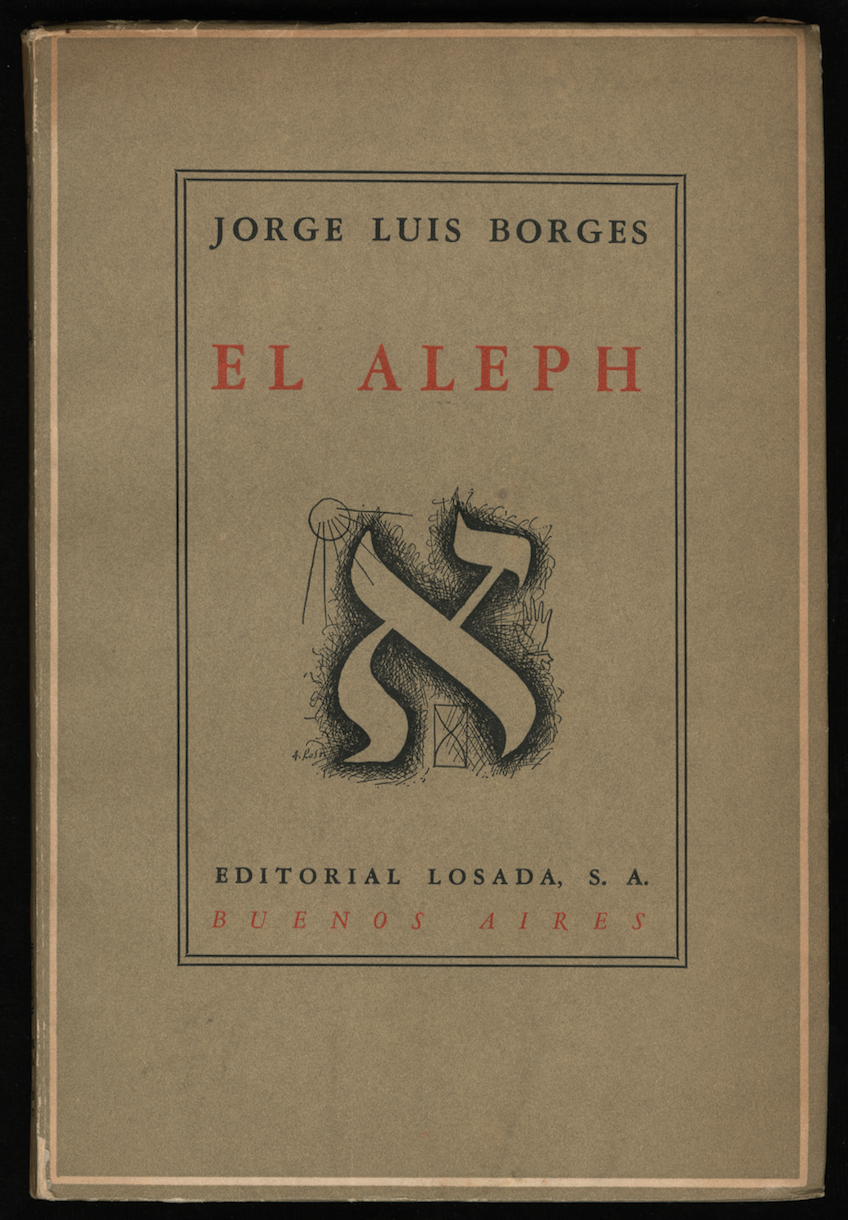 JORGE LUIS BORGES
EL ALEPH
א
EDITORIAL LOSADA, S. A.
BUENOS AIRES